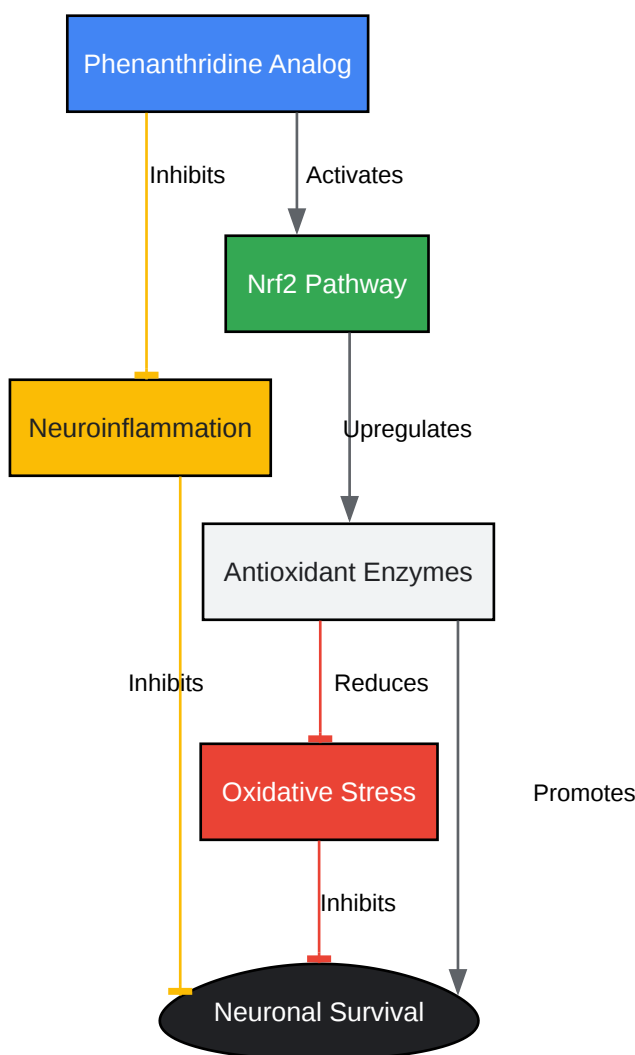 Phenanthridine Analog
Inhibits
Activates
Nrf2 Pathway
Neuroinflammation
Upregulates
Antioxidant Enzymes
Inhibits
Reduces
Oxidative Stress
Promotes
Inhibits
Neuronal Survival